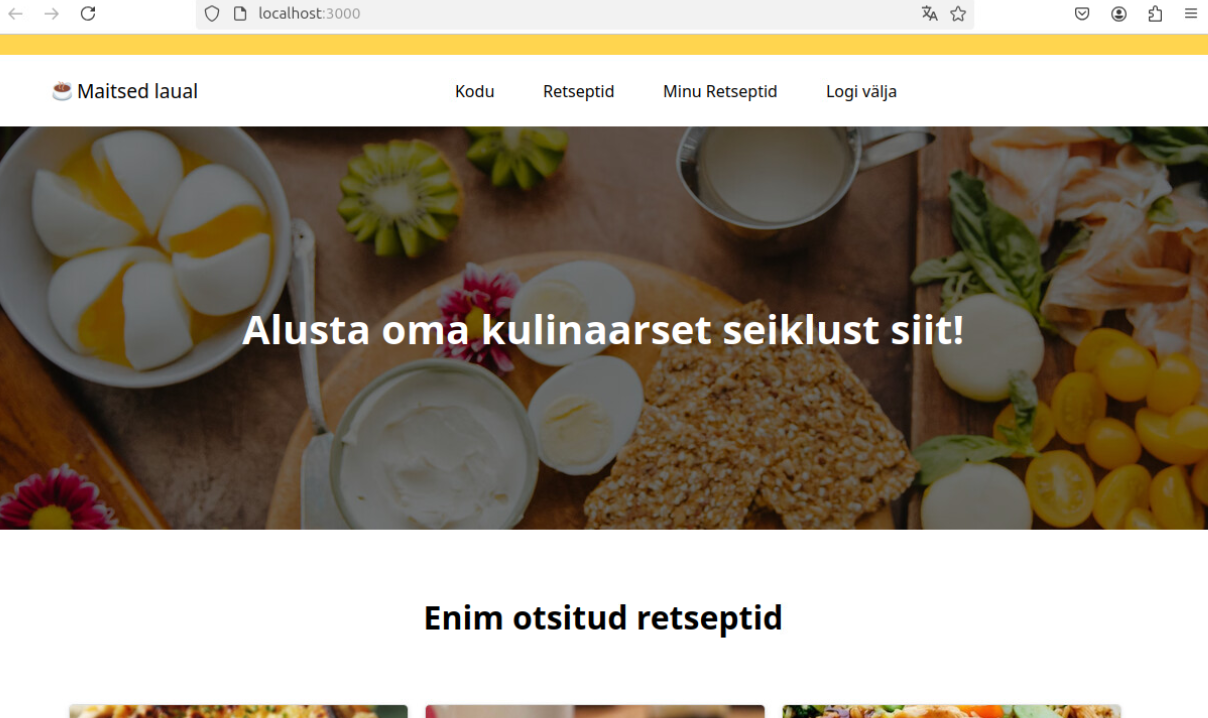 localhost:3000
Maitsed laual
Kodu
Retseptid
Minu Retseptid
Logi välja
Alusta oma kulinaarset seiklust siit!
Enim otsitud retseptid